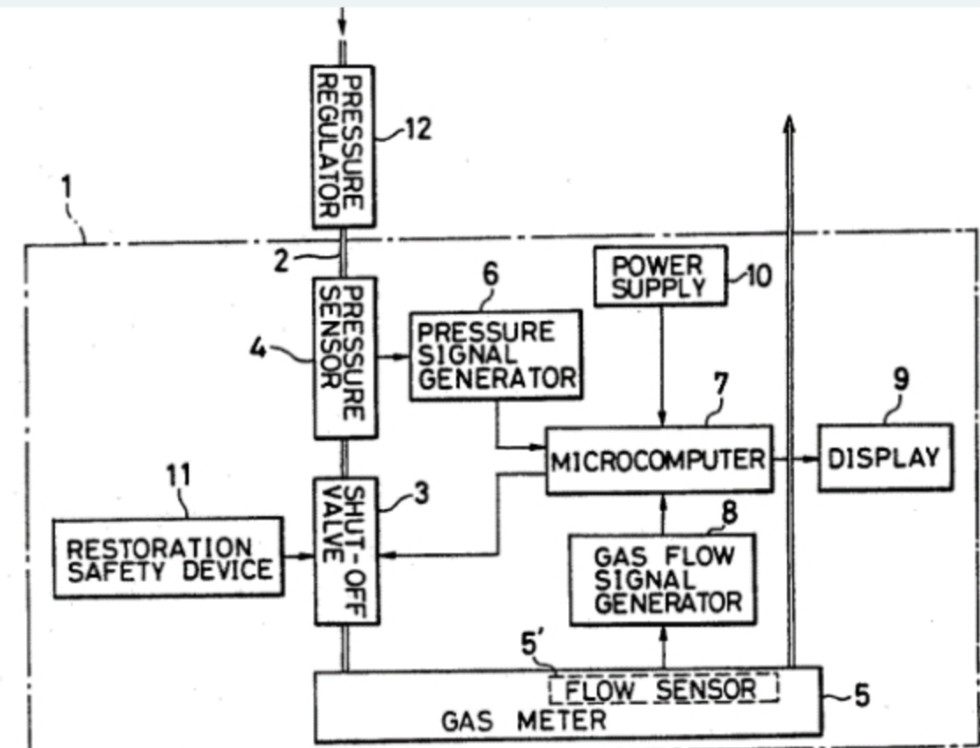 PRESSURE
REGULATOR
12
1
2
PRESSURE
SENSOR
4
6
PRESSURE
SIGNAL
GENERATOR
POWER
SUPPLY
10
7
MICROCOMPUTER
9
DISPLAY
11
RESTORATION
SAFETY DEVICE
SHUT-OFF
VALVE
3
8
GAS FLOW
SIGNAL
GENERATOR
5'
FLOW SENSOR
GAS METER
5